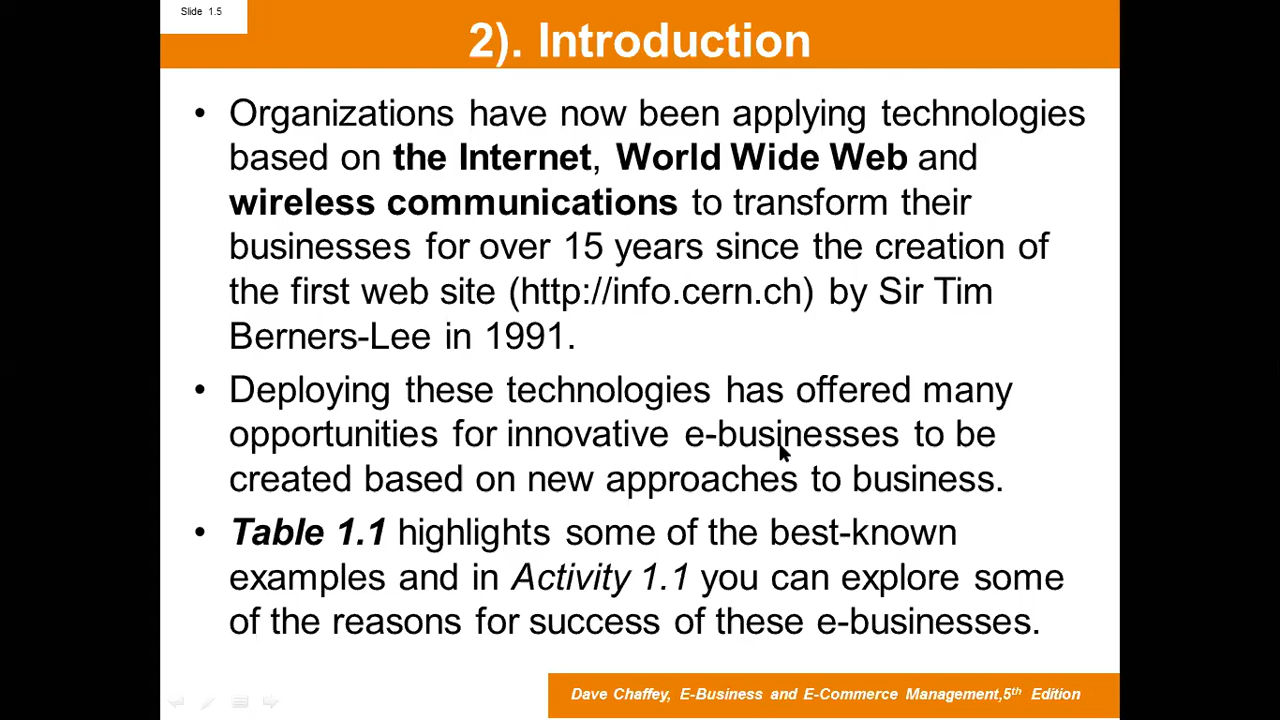 Slide 1.5
2). Introduction
• Organizations have now been applying technologies
based on the Internet, World Wide Web and
wireless communications to transform their
businesses for over 15 years since the creation of
the first web site (http://info.cern.ch) by Sir Tim
Berners-Lee in 1991.
• Deploying these technologies has offered many
opportunities for innovative e-businesses to be
created based on new approaches to business.
• Table 1.1 highlights some of the best-known
examples and in Activity 1.1 you can explore some
of the reasons for success of these e-businesses.
Dave Chaffey, E-Business and E-Commerce Management,5th Edition